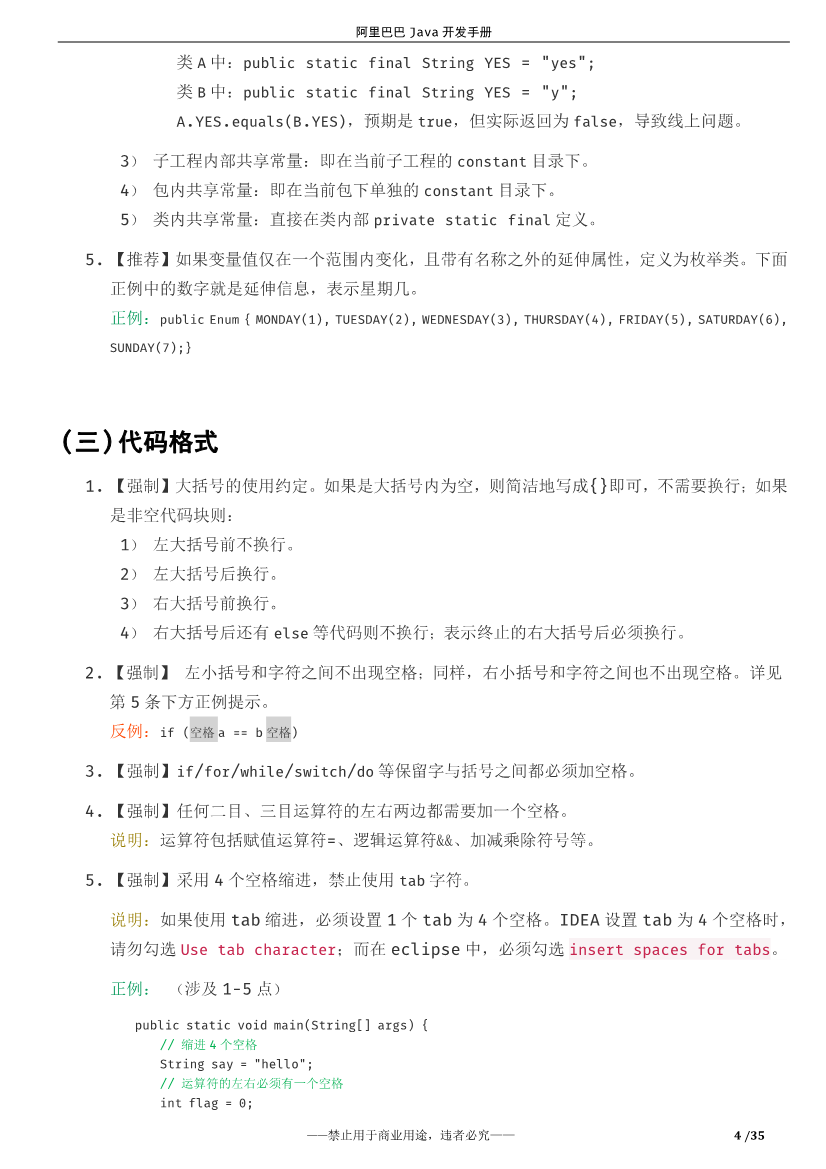 阿里巴巴 Java 开发手册
类 A 中：public static final String YES = "yes";
类 B 中：public static final String YES = "y";
A.YES.equals(B.YES)，预期是 true，但实际返回为 false，导致线上问题。
3） 子工程内部共享常量：即在当前子工程的 constant 目录下。
4） 包内共享常量：即在当前包下单独的 constant 目录下。
5） 类内共享常量：直接在类内部 private static final 定义。
5. 【推荐】如果变量值仅在一个范围内变化，且带有名称之外的延伸属性，定义为枚举类。下面
正例中的数字就是延伸信息，表示星期几。
正例：public Enum { MONDAY(1), TUESDAY(2), WEDNESDAY(3), THURSDAY(4), FRIDAY(5), SATURDAY(6),
SUNDAY(7);}
(三)代码格式
1. 【强制】大括号的使用约定。如果是大括号内为空，则简洁地写成{}即可，不需要换行；如果
是非空代码块则：
1） 左大括号前不换行。
2） 左大括号后换行。
3） 右大括号前换行。
4） 右大括号后还有 else 等代码则不换行；表示终止的右大括号后必须换行。
2. 【强制】 左小括号和字符之间不出现空格；同样，右小括号和字符之间也不出现空格。详见
第 5 条下方正例提示。
反例：if (空格 a == b 空格)
3. 【强制】if/for/while/switch/do 等保留字与括号之间都必须加空格。
4. 【强制】任何二目、三目运算符的左右两边都需要加一个空格。
说明：运算符包括赋值运算符=、逻辑运算符&&、加减乘除符号等。
5. 【强制】采用 4 个空格缩进，禁止使用 tab 字符。
说明：如果使用 tab 缩进，必须设置 1 个 tab 为 4 个空格。IDEA 设置 tab 为 4 个空格时，
请勿勾选 Use tab character；而在 eclipse 中，必须勾选 insert spaces for tabs。
正例： （涉及 1-5 点）
public static void main(String[] args) {
// 缩进 4 个空格
String say = "hello";
// 运算符的左右必须有一个空格
int flag = 0;
——禁止用于商业用途，违者必究—— 4 /35